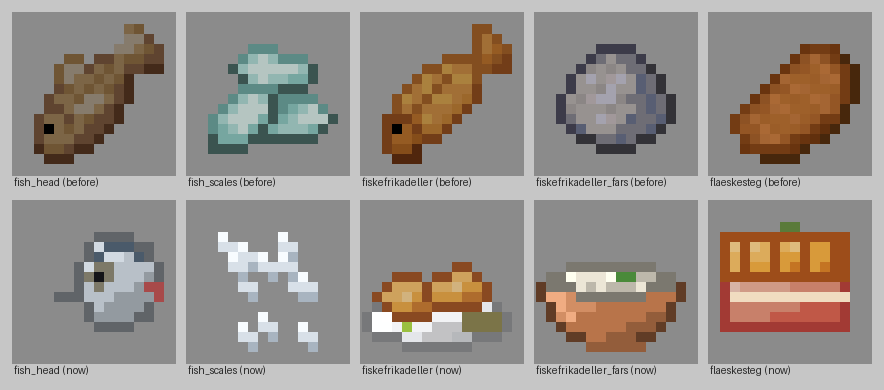 fish_head (before)
fish_scales (before)
fiskefrikadeller (before)
fiskefrikadeller_fars (before)
flaeskesteg (before)
fish_head (now)
fish_scales (now)
fiskefrikadeller (now)
fiskefrikadeller_fars (now)
flaeskesteg (now)